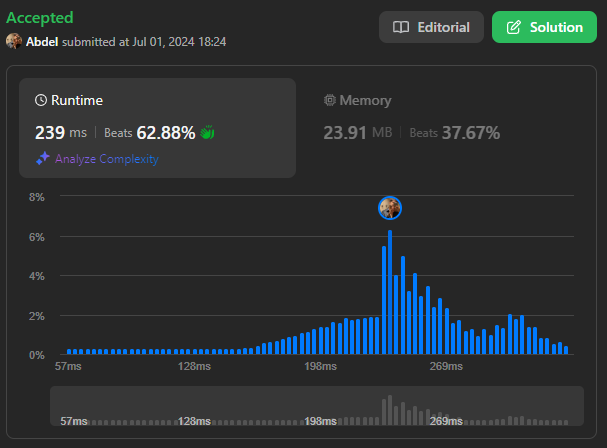 Accepted
Editorial
Solution
Abdel submitted at Jul 01, 2024 18:24
Runtime
Memory
239 ms | Beats 62.88%
23.91 MB | Beats 37.67%
Analyze Complexity
8%
6%
4%
2%
0%
57ms 128ms 198ms 269ms
57ms 128ms 198ms 269ms